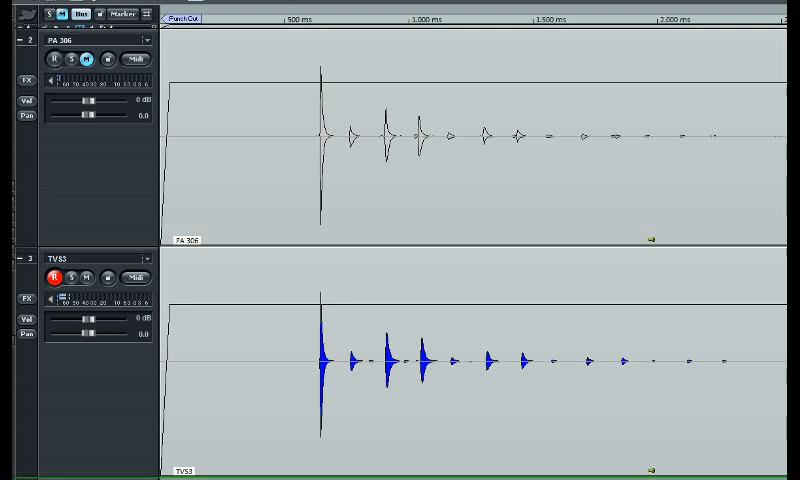 S M Bus Marker
PunchOut
500 ms 1.000 ms 1.500 ms 2.000 ms
2 PA 306
R S M Midi
FX
60 50 40 30 20 10 6 3 0 3 6
Vol 0 dB
Pan 0.0
PA 306
3 TVS3
R S M Midi
FX
60 50 40 30 20 10 6 3 0 3 6
Vol 0 dB
Pan 0.0
TVS3